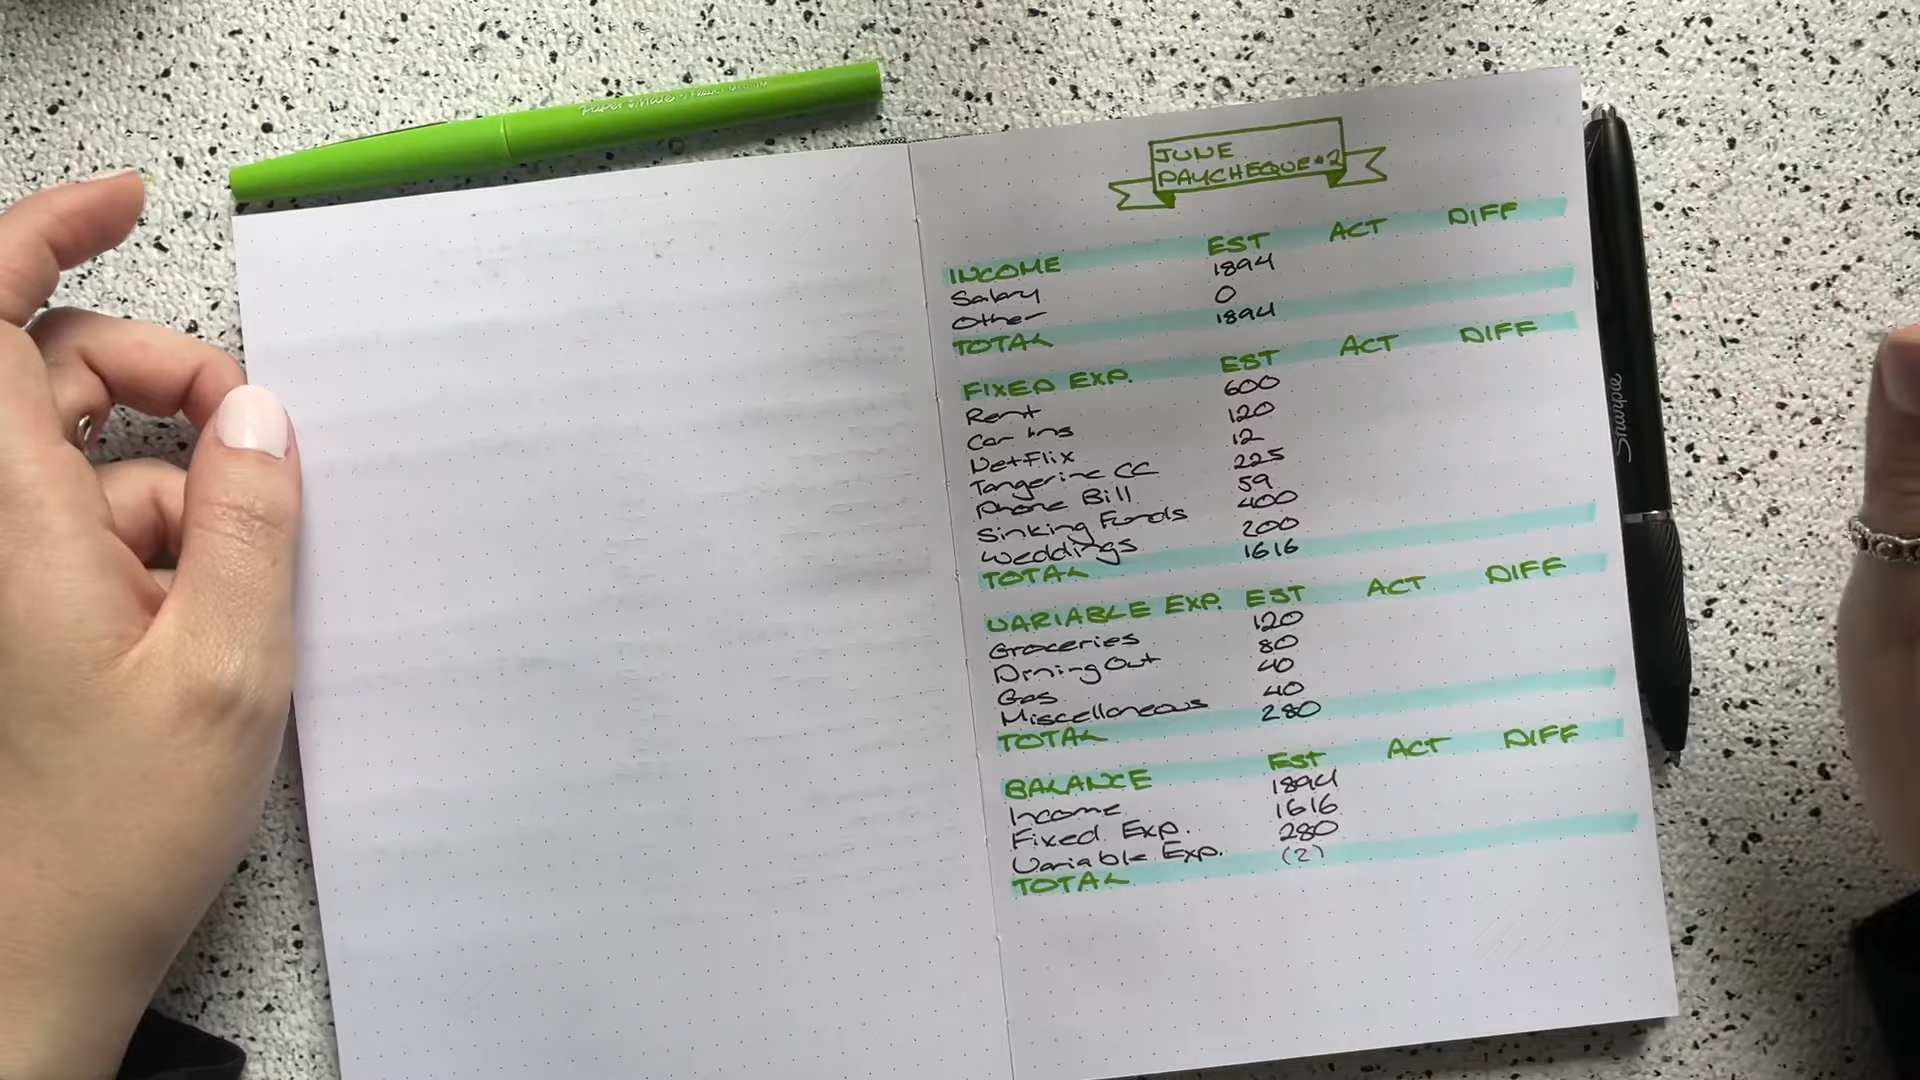 Paper Mate
JUNE
PAYCHEQUE #2
INCOME EST ACT DIFF
Salary 1894
Other 0
TOTAL 1894
FIXED EXP. EST ACT DIFF
Rent 600
Car Ins 120
Netflix 12
Tangerine CC 225
Phone Bill 59
Sinking Funds 400
Weddings 200
TOTAL 1616
VARIABLE EXP. EST ACT DIFF
Groceries 120
Dining Out 80
Gas 40
Miscellaneous 40
TOTAL 280
BALANCE EST ACT DIFF
Income 1894
Fixed Exp. 1616
Variable Exp. 280
TOTAL (2)
Sharpie